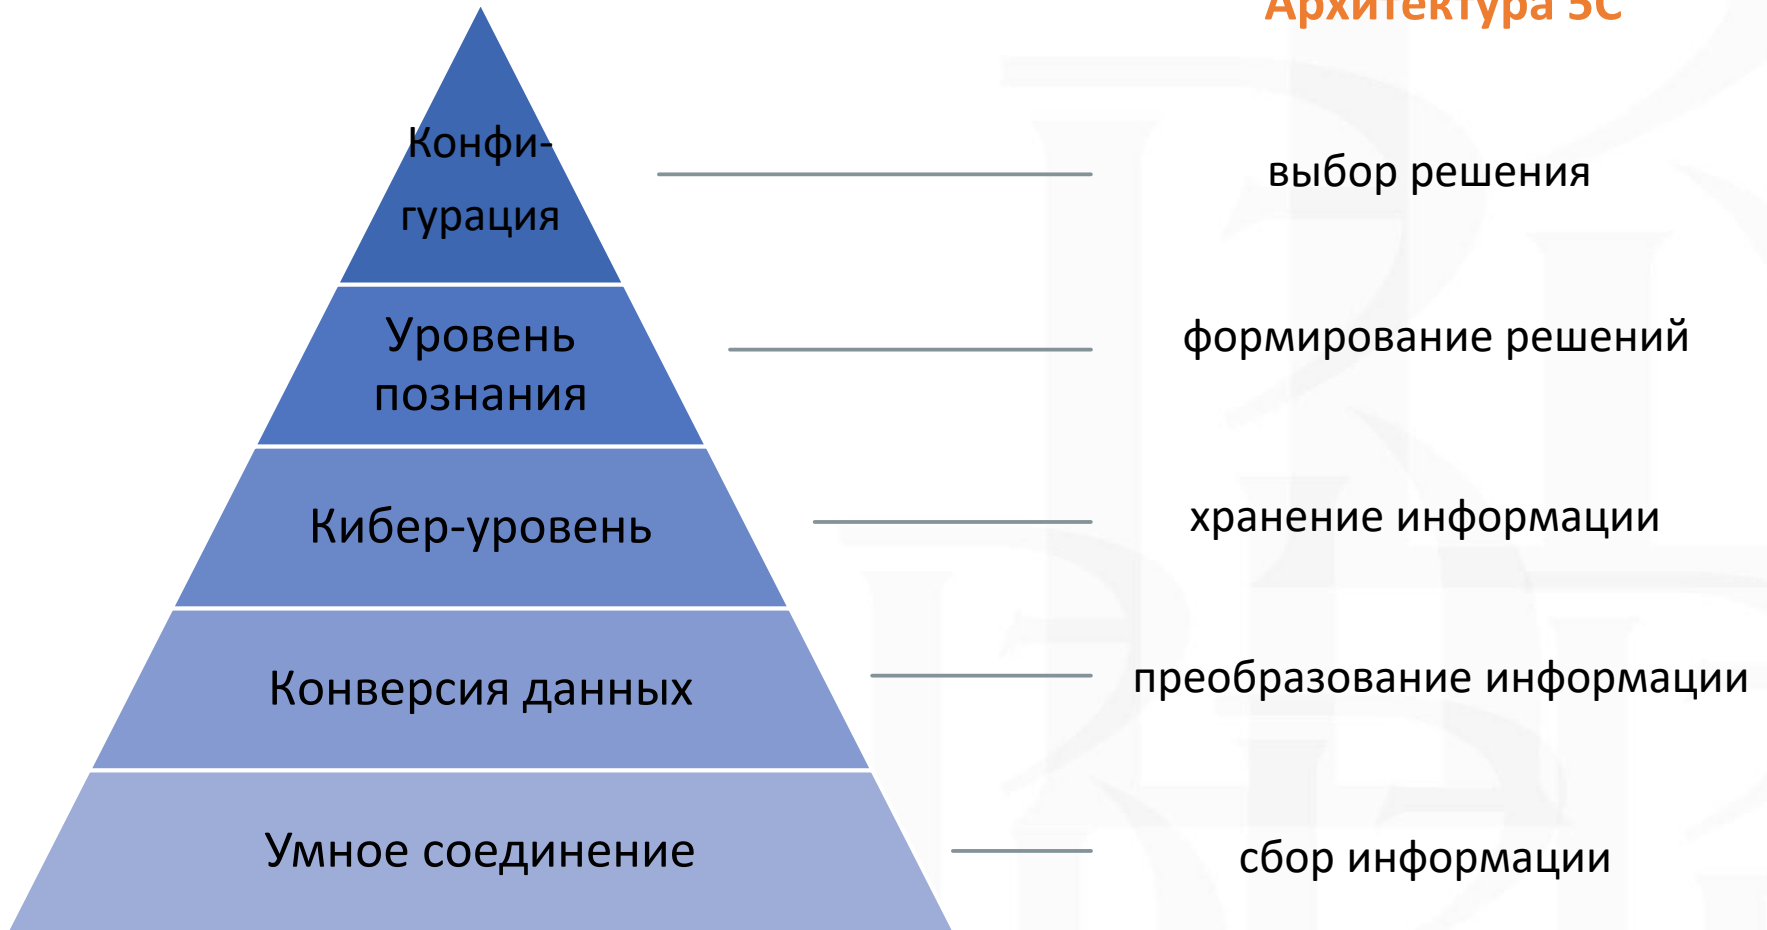 Архитектура 5С
Конфи-
гурация
выбор решения
Уровень
познания
формирование решений
Кибер-уровень
хранение информации
Конверсия данных
преобразование информации
Умное соединение
сбор информации